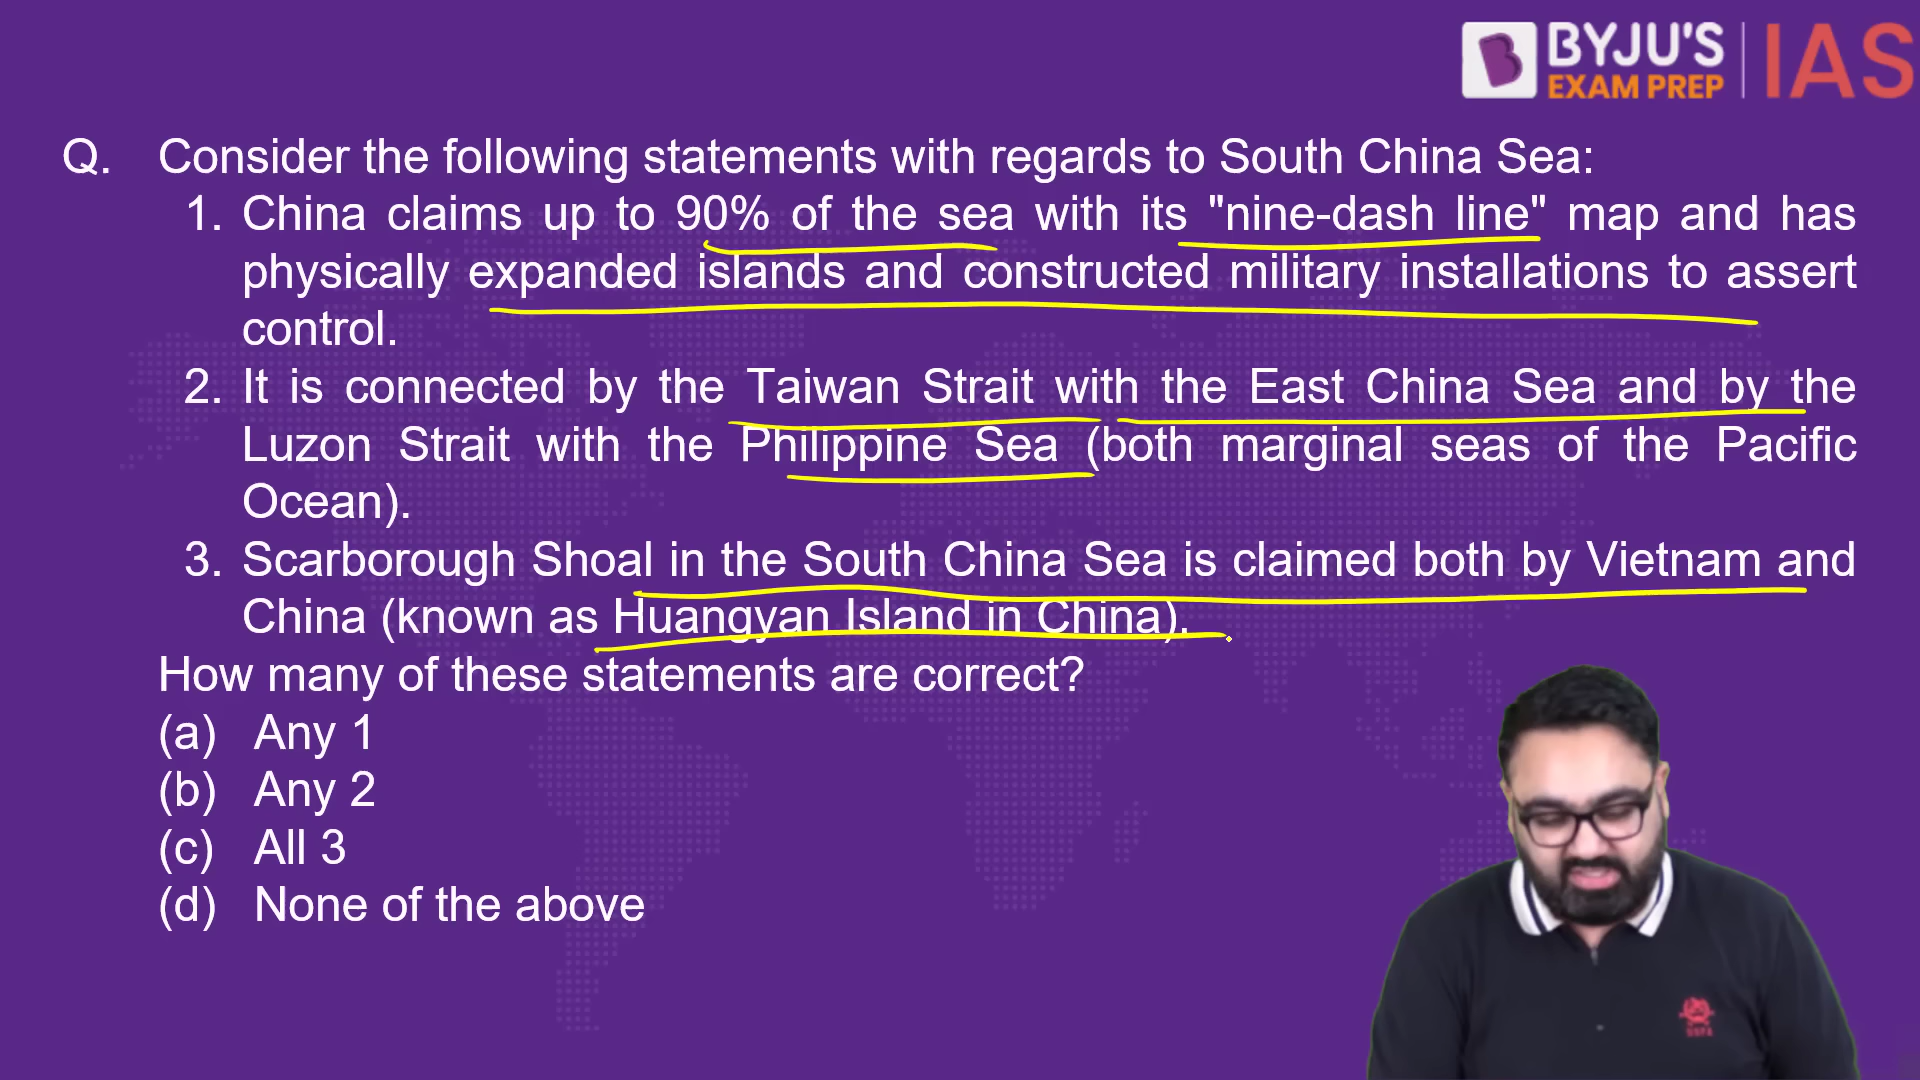 BYJU'S
EXAM PREP
IAS
Q. Consider the following statements with regards to South China Sea:
1. China claims up to 90% of the sea with its "nine-dash line" map and has
physically expanded islands and constructed military installations to assert
control.
2. It is connected by the Taiwan Strait with the East China Sea and by the
Luzon Strait with the Philippine Sea (both marginal seas of the Pacific
Ocean).
3. Scarborough Shoal in the South China Sea is claimed both by Vietnam and
China (known as Huangyan Island in China).
How many of these statements are correct?
(a) Any 1
(b) Any 2
(c) All 3
(d) None of the above